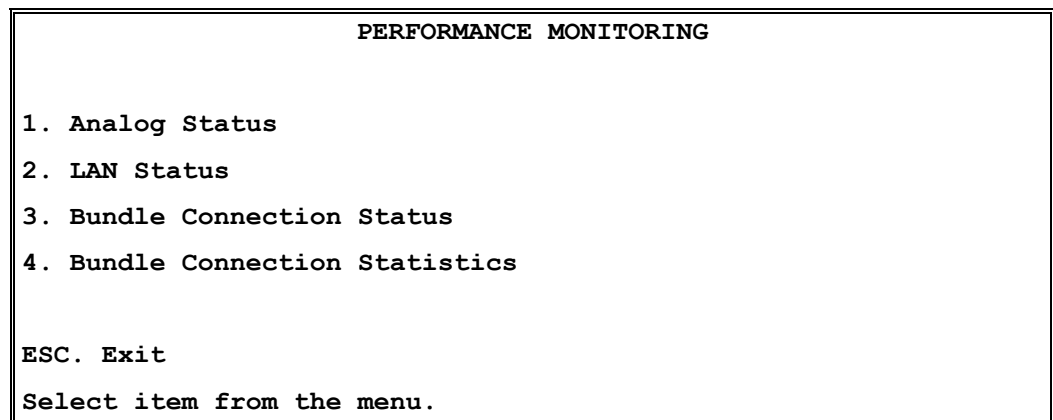 PERFORMANCE MONITORING
1. Analog Status
2. LAN Status
3. Bundle Connection Status
4. Bundle Connection Statistics
ESC. Exit
Select item from the menu.